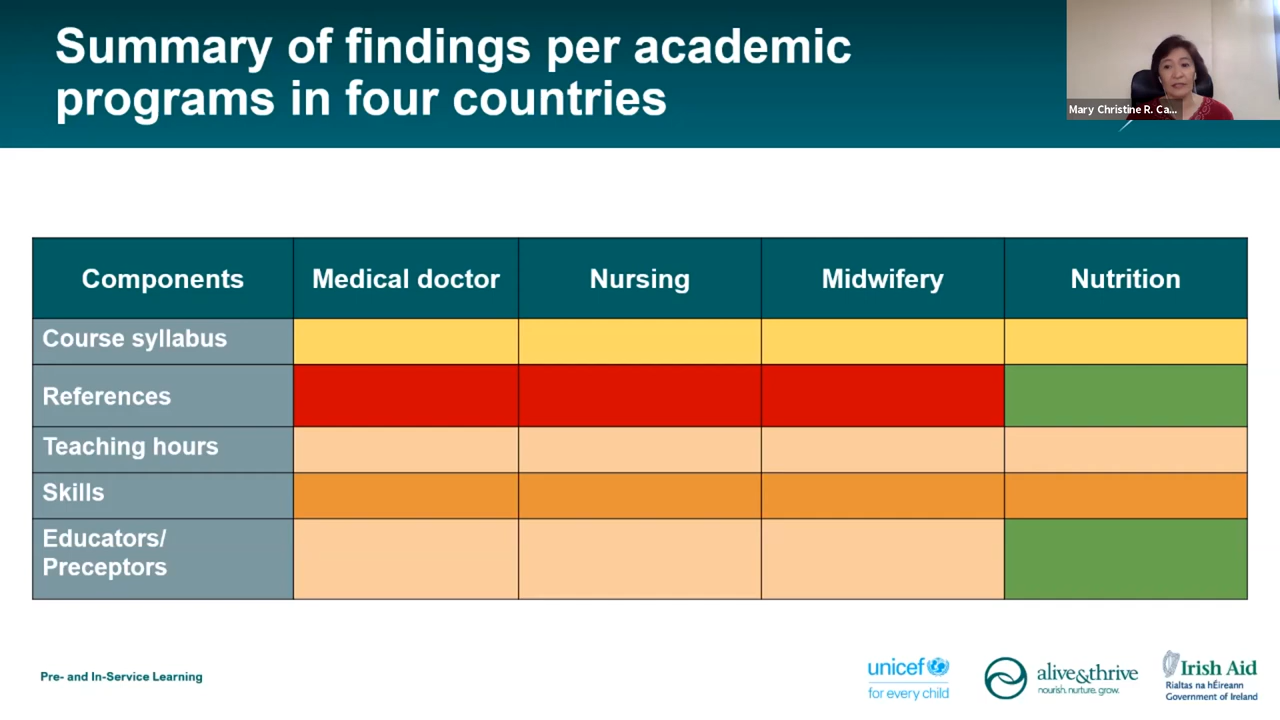 Summary of findings per academic
programs in four countries
Mary Christine R. Ca...
Components Medical doctor Nursing Midwifery Nutrition
Course syllabus
References
Teaching hours
Skills
Educators/
Preceptors
Pre- and In-Service Learning
unicef
for every child
alive&thrive
nourish. nurture. grow.
Irish Aid
Rialtas na hÉireann
Government of Ireland